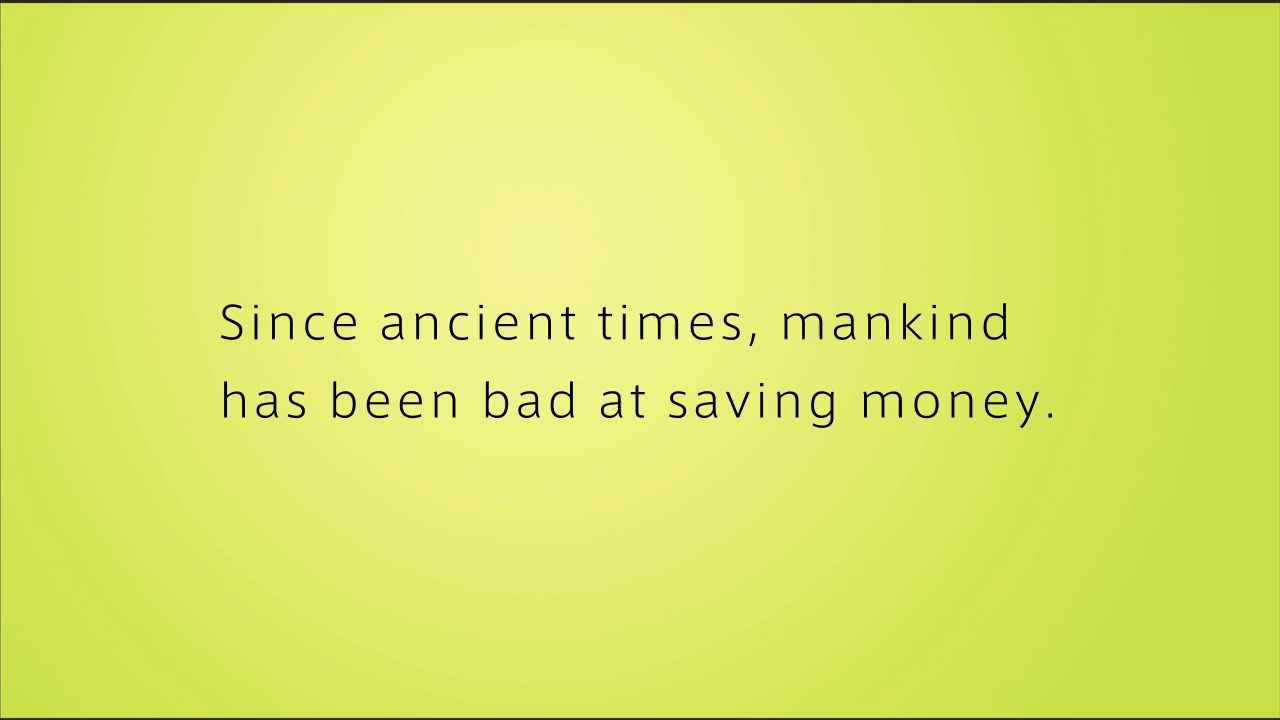 Since ancient times, mankind
has been bad at saving money.